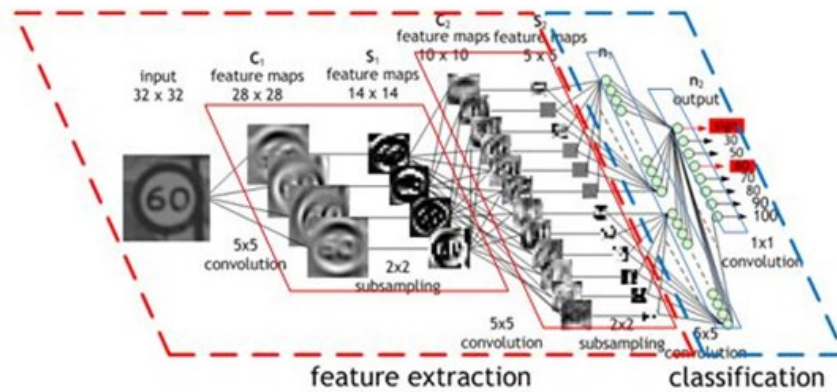 input
32 x 32
C1
feature maps
28 x 28
S1
feature maps
14 x 14
C2
feature maps
10 x 10
S2
feature maps
5 x 5
n1
n2
output
30
50
60
70
80
90
100
5x5
convolution
2x2
subsampling
5x5
convolution
2x2
subsampling
1x1
convolution
convolution
feature extraction
classification
60